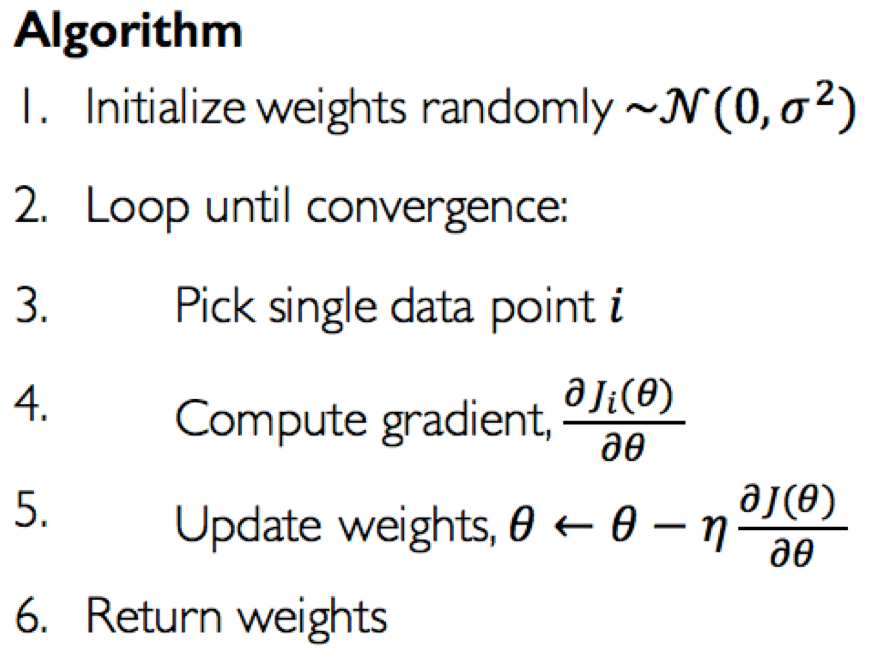 Algorithm
1. Initialize weights randomly ~𝒩(0, σ²)
2. Loop until convergence:
3. Pick single data point i
4. Compute gradient, ∂Jᵢ(θ)/∂θ
5. Update weights, θ ← θ − η ∂J(θ)/∂θ
6. Return weights